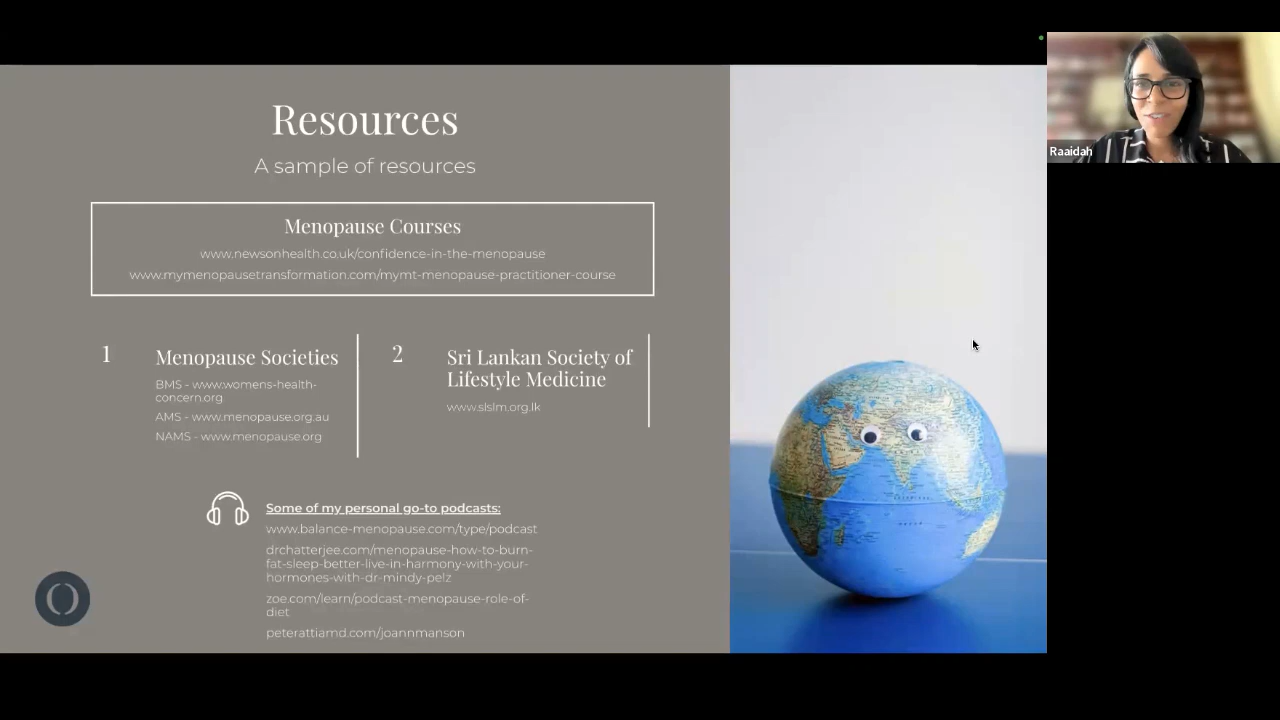 Resources
A sample of resources
Menopause Courses
www.newsonhealth.co.uk/confidence-in-the-menopause
www.mymenopausetransformation.com/mymt-menopause-practitioner-course
1
Menopause Societies
BMS - www.womens-health-
concern.org
AMS - www.menopause.org.au
NAMS - www.menopause.org
2
Sri Lankan Society of
Lifestyle Medicine
www.slslm.org.lk
Some of my personal go-to podcasts:
www.balance-menopause.com/type/podcast
drchatterjee.com/menopause-how-to-burn-
fat-sleep-better-live-in-harmony-with-your-
hormones-with-dr-mindy-pelz
zoe.com/learn/podcast-menopause-role-of-
diet
peterattiamd.com/joannmanson
Raaidah